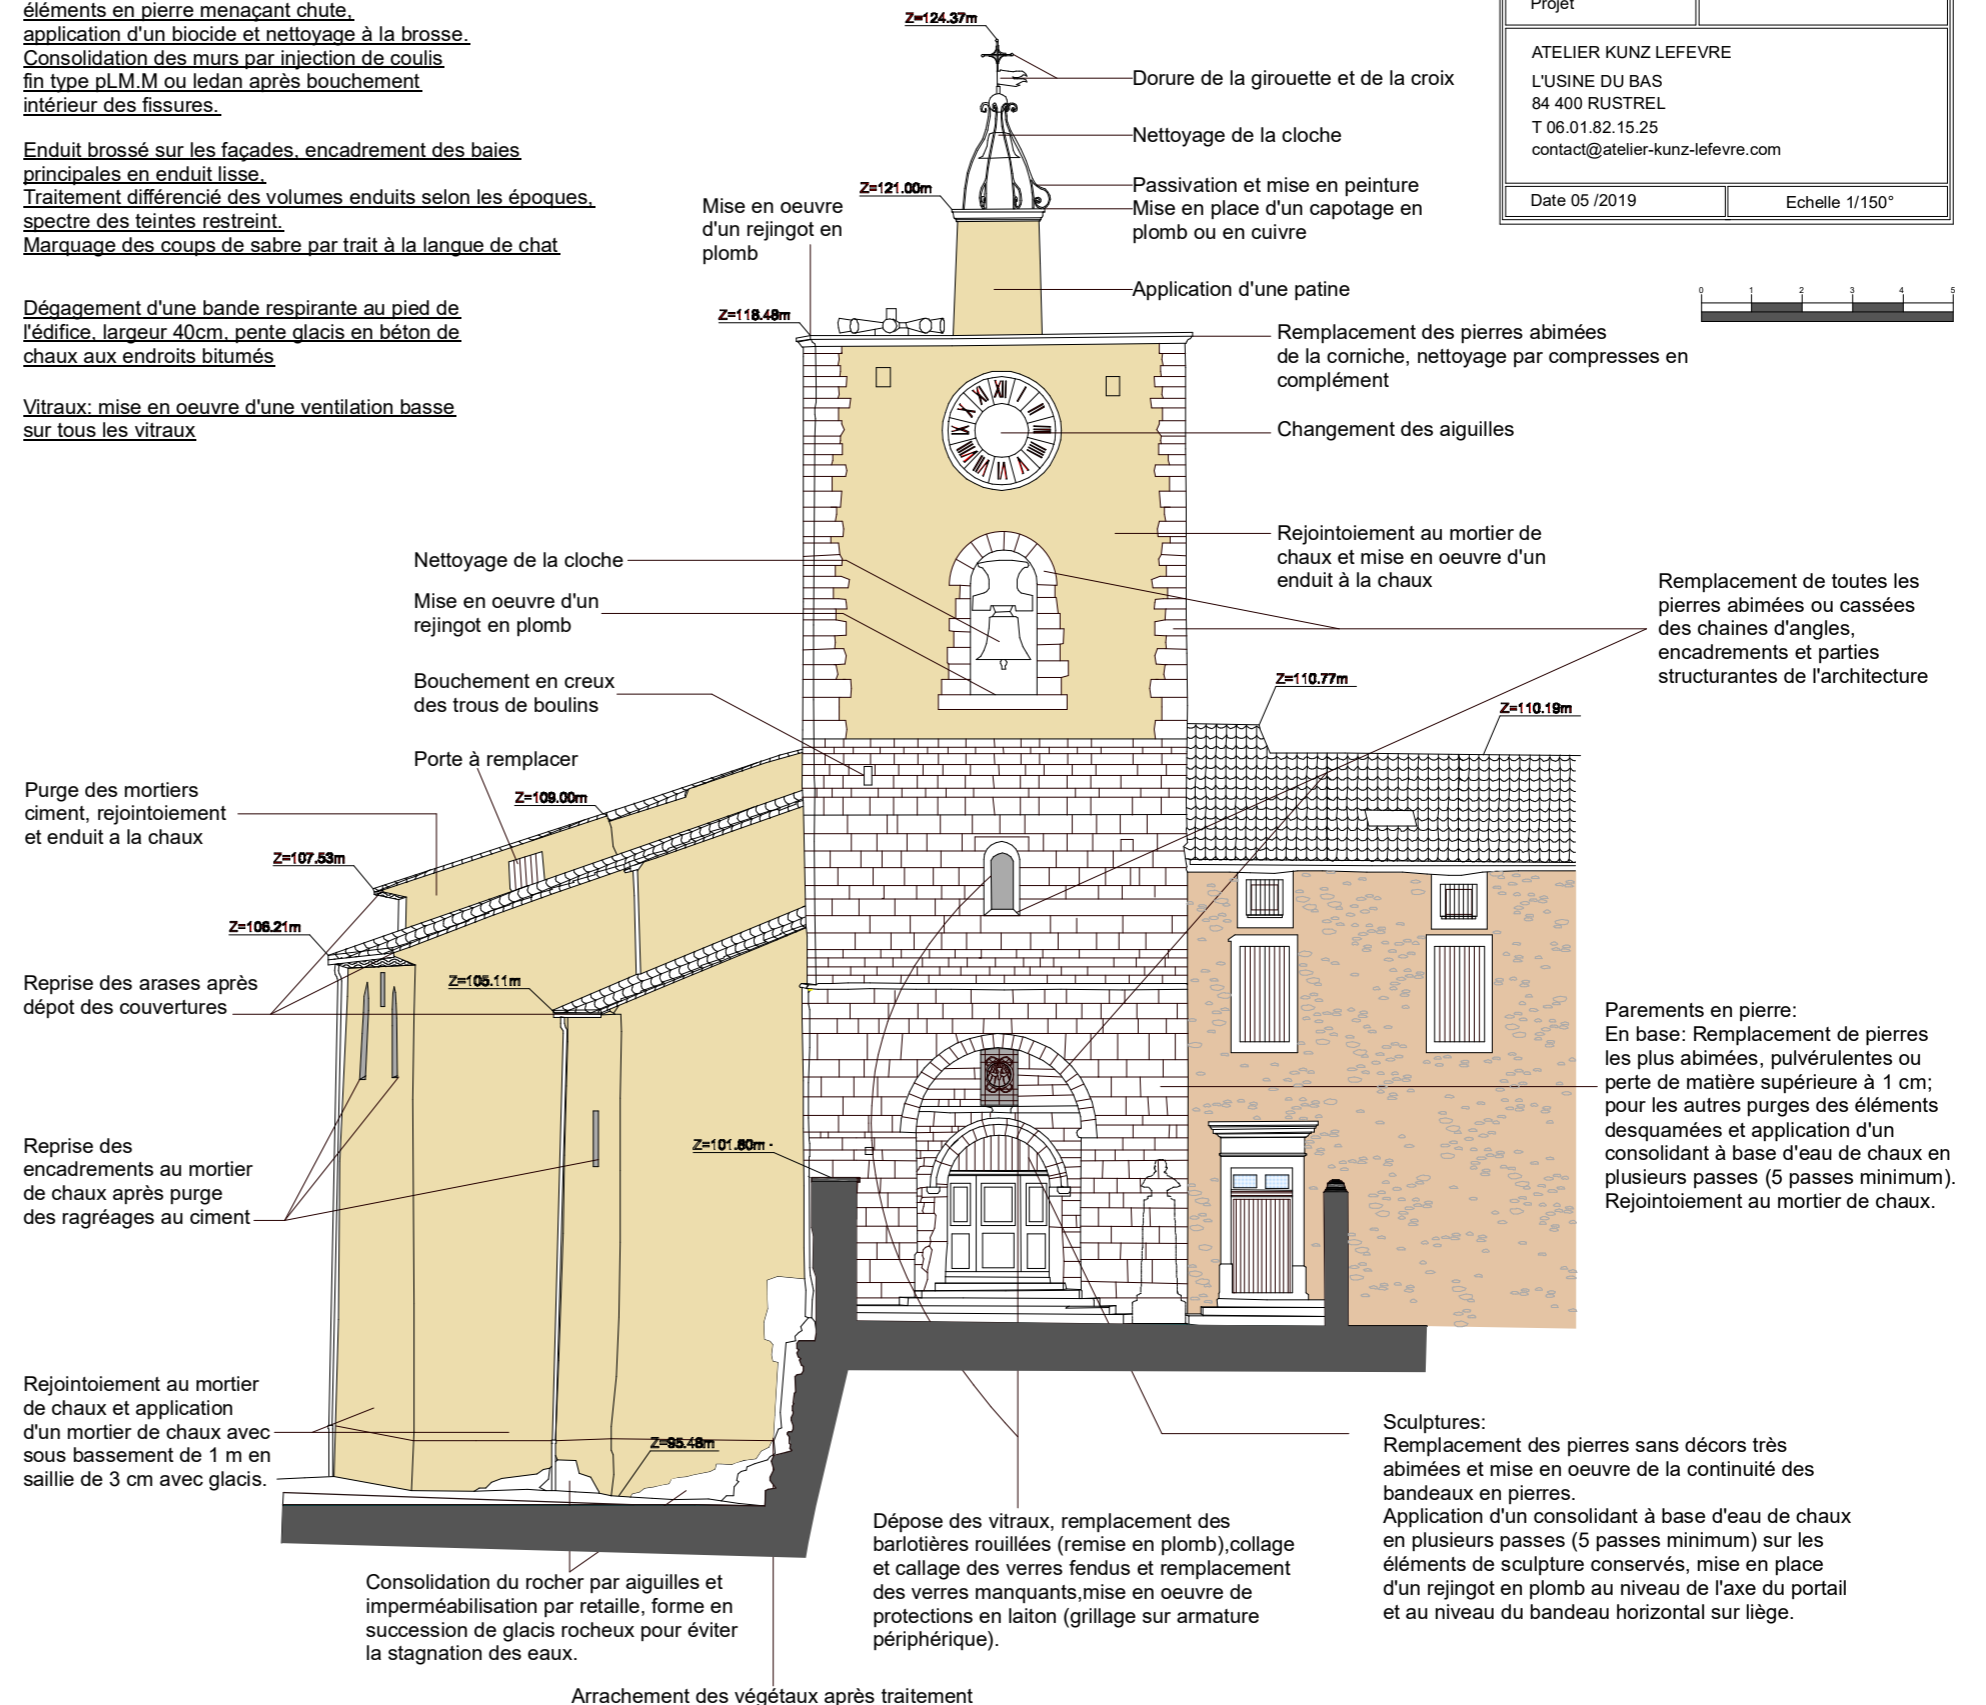 éléments en pierre menaçant chute,
application d'un biocide et nettoyage à la brosse.
Consolidation des murs par injection de coulis
fin type pLM.M ou ledan après bouchement
intérieur des fissures.
Enduit brossé sur les façades, encadrement des baies
principales en enduit lisse,
Traitement différencié des volumes enduits selon les époques,
spectre des teintes restreint.
Marquage des coups de sabre par trait à la langue de chat
Dégagement d'une bande respirante au pied de
l'édifice, largeur 40cm, pente glacis en béton de
chaux aux endroits bitumés
Vitraux: mise en oeuvre d'une ventilation basse
sur tous les vitraux
Projet
ATELIER KUNZ LEFEVRE
L'USINE DU BAS
84 400 RUSTREL
T 06.01.82.15.25
contact@atelier-kunz-lefevre.com
Date 05 /2019
Echelle 1/150°
0 1 2 3 4 5
Z=124.37m
Dorure de la girouette et de la croix
Nettoyage de la cloche
Z=121.00m
Passivation et mise en peinture
Mise en place d'un capotage en
plomb ou en cuivre
Mise en oeuvre
d'un rejingot en
plomb
Application d'une patine
Z=118.48m
Remplacement des pierres abimées
de la corniche, nettoyage par compresses en
complément
XII I II III IIII V VI VII VIII IX X XI
Changement des aiguilles
Rejointoiement au mortier de
chaux et mise en oeuvre d'un
enduit à la chaux
Nettoyage de la cloche
Mise en oeuvre d'un
rejingot en plomb
Remplacement de toutes les
pierres abimées ou cassées
des chaines d'angles,
encadrements et parties
structurantes de l'architecture
Bouchement en creux
des trous de boulins
Z=110.77m
Z=110.19m
Porte à remplacer
Purge des mortiers
ciment, rejointoiement
et enduit a la chaux
Z=109.00m
Z=107.53m
Z=106.21m
Reprise des arases après
dépot des couvertures
Z=105.11m
Parements en pierre:
En base: Remplacement de pierres
les plus abimées, pulvérulentes ou
perte de matière supérieure à 1 cm;
pour les autres purges des éléments
desquamées et application d'un
consolidant à base d'eau de chaux en
plusieurs passes (5 passes minimum).
Rejointoiement au mortier de chaux.
Reprise des
encadrements au mortier
de chaux après purge
des ragréages au ciment
Z=101.80m -
Rejointoiement au mortier
de chaux et application
d'un mortier de chaux avec
sous bassement de 1 m en
saillie de 3 cm avec glacis.
Z=95.48m
Sculptures:
Remplacement des pierres sans décors très
abimées et mise en oeuvre de la continuité des
bandeaux en pierres.
Application d'un consolidant à base d'eau de chaux
en plusieurs passes (5 passes minimum) sur les
éléments de sculpture conservés, mise en place
d'un rejingot en plomb au niveau de l'axe du portail
et au niveau du bandeau horizontal sur liège.
Dépose des vitraux, remplacement des
barlotières rouillées (remise en plomb),collage
et callage des verres fendus et remplacement
des verres manquants,mise en oeuvre de
protections en laiton (grillage sur armature
périphérique).
Consolidation du rocher par aiguilles et
imperméabilisation par retaille, forme en
succession de glacis rocheux pour éviter
la stagnation des eaux.
Arrachement des végétaux après traitement